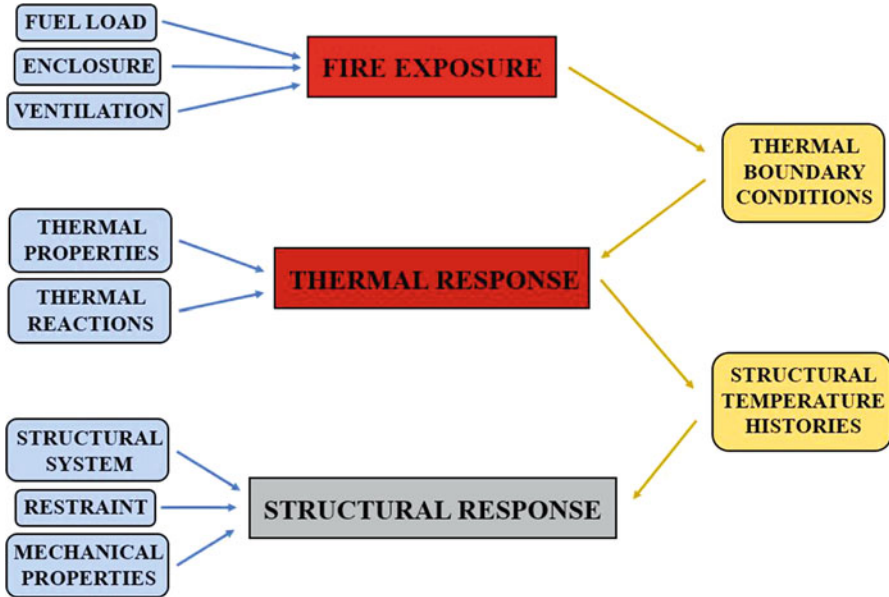 FUEL LOAD
ENCLOSURE
VENTILATION
FIRE EXPOSURE
THERMAL
BOUNDARY
CONDITIONS
THERMAL
PROPERTIES
THERMAL
REACTIONS
THERMAL RESPONSE
STRUCTURAL
TEMPERATURE
HISTORIES
STRUCTURAL
SYSTEM
RESTRAINT
MECHANICAL
PROPERTIES
STRUCTURAL RESPONSE